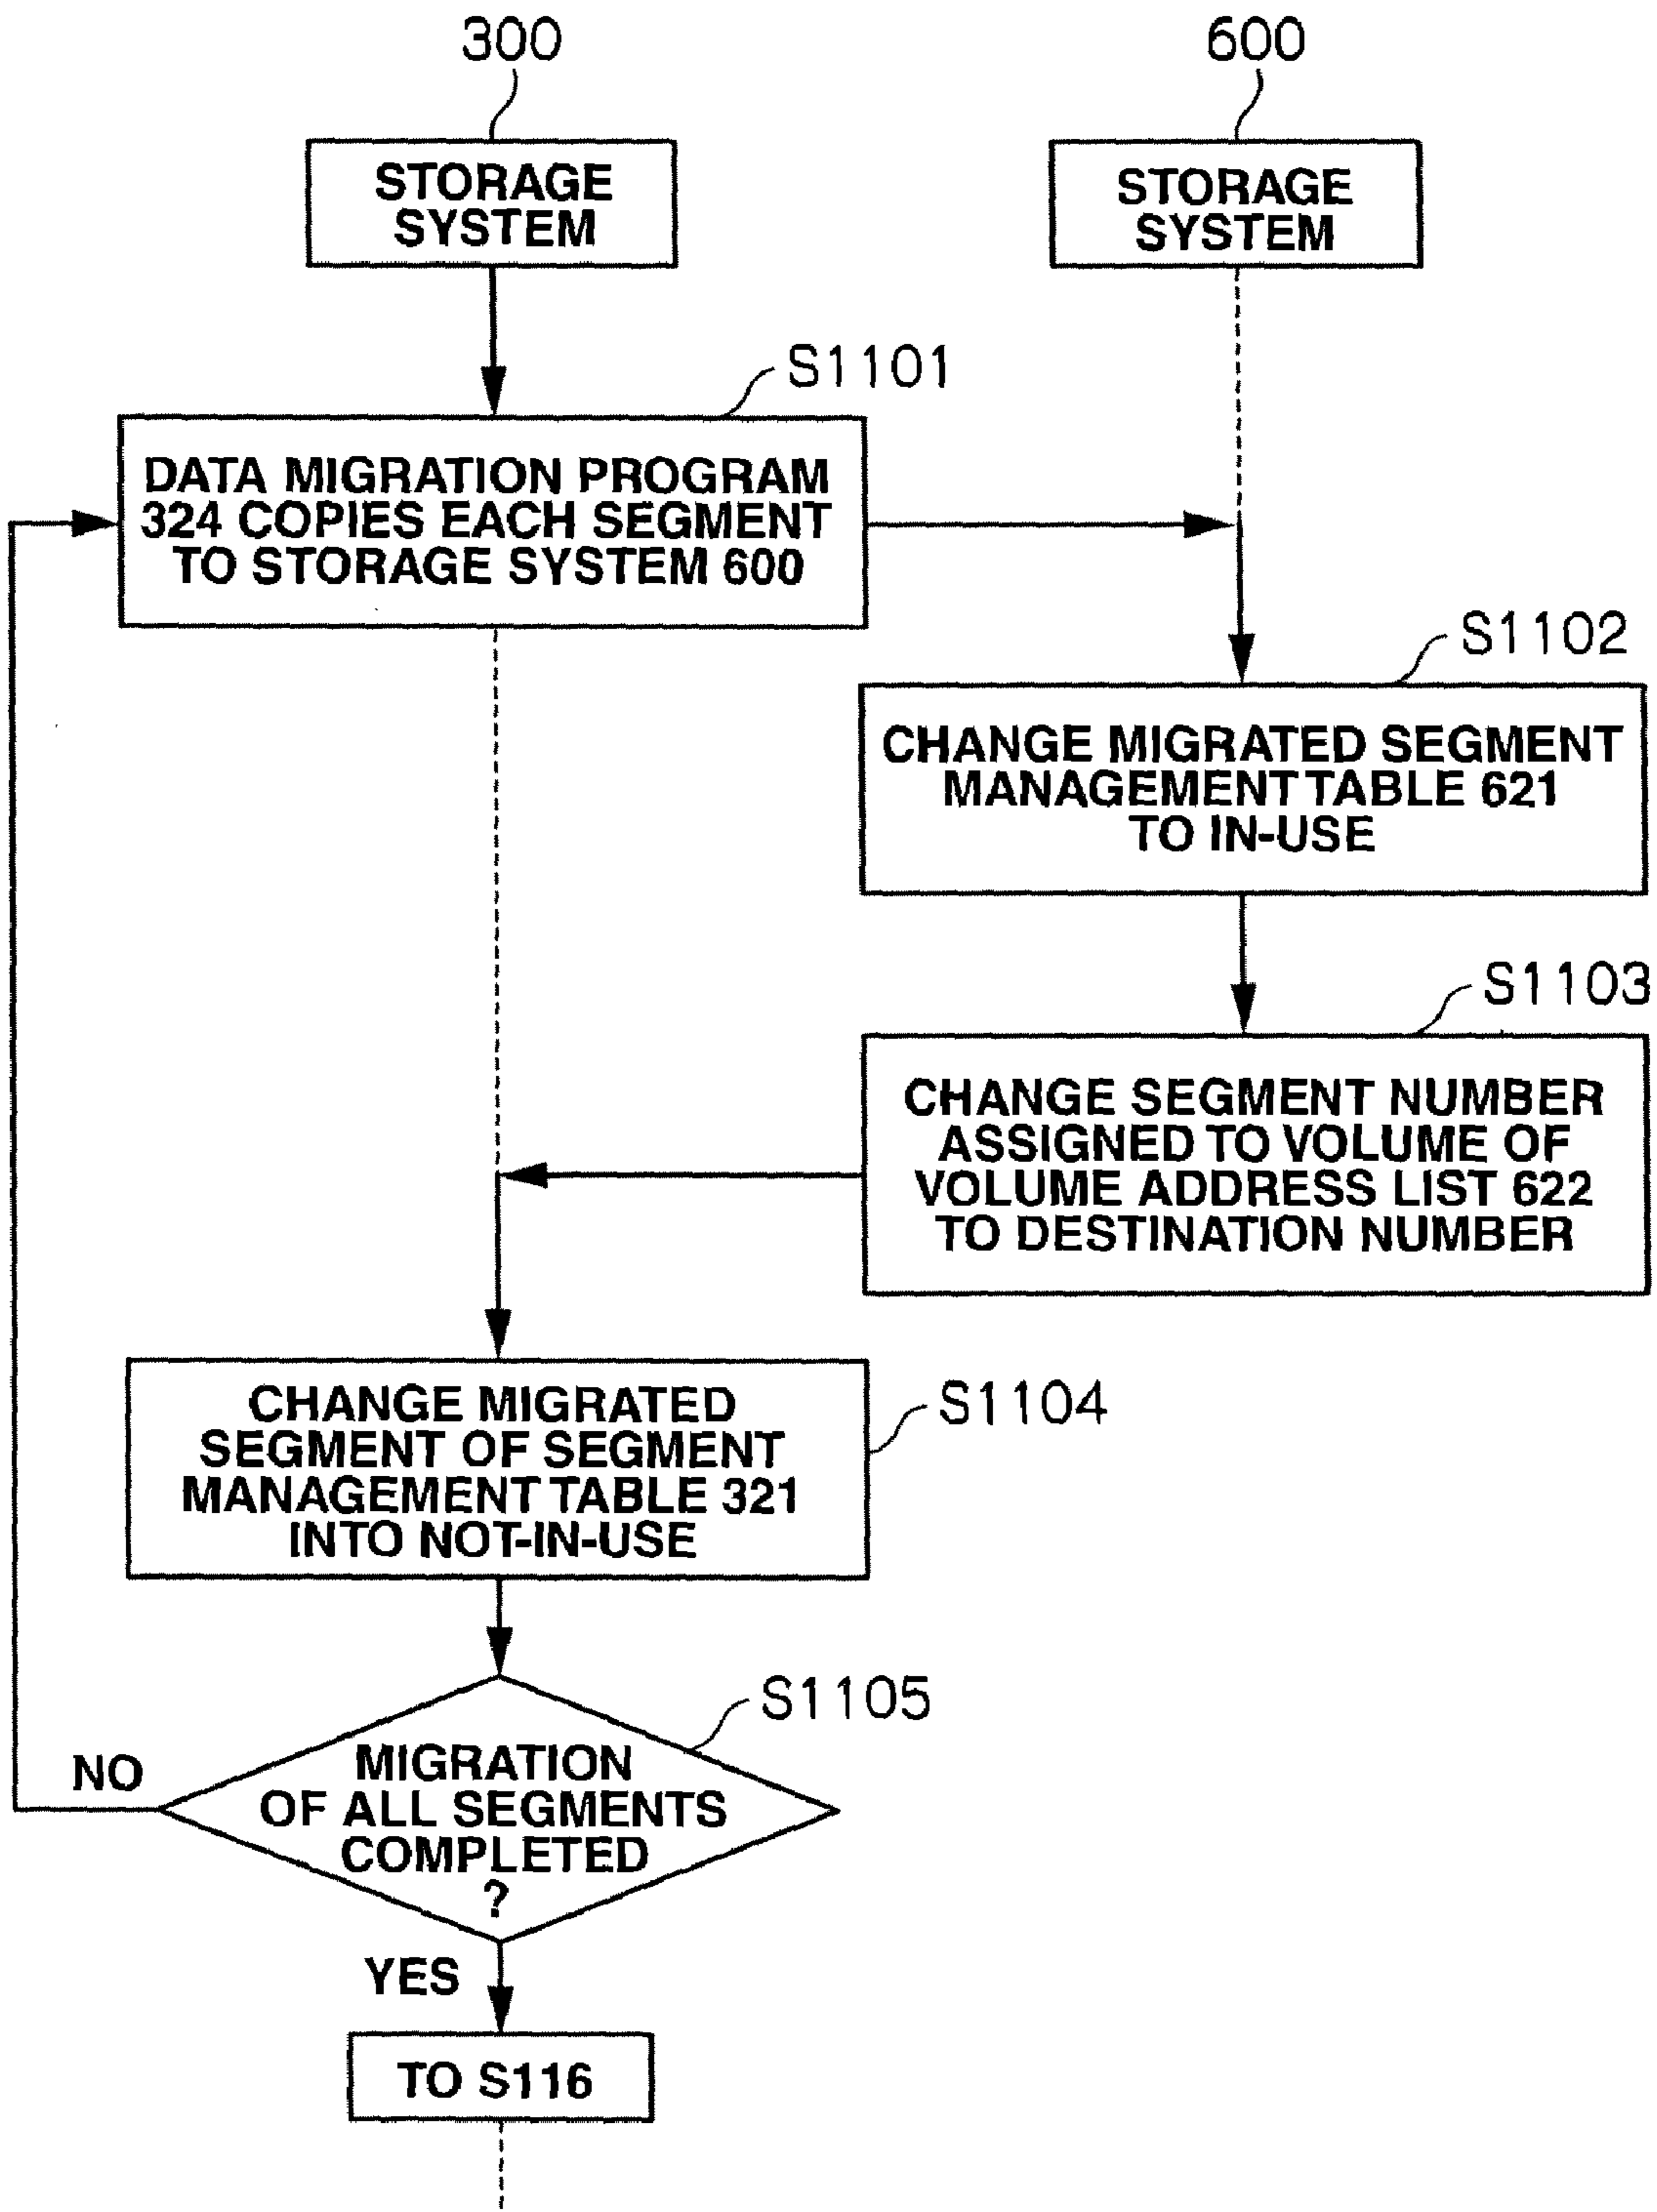 300
600
STORAGE
SYSTEM
STORAGE
SYSTEM
S1101
DATA MIGRATION PROGRAM
324 COPIES EACH SEGMENT
TO STORAGE SYSTEM 600
S1102
CHANGE MIGRATED SEGMENT
MANAGEMENT TABLE 621
TO IN-USE
S1103
CHANGE SEGMENT NUMBER
ASSIGNED TO VOLUME OF
VOLUME ADDRESS LIST 622
TO DESTINATION NUMBER
S1104
CHANGE MIGRATED
SEGMENT OF SEGMENT
MANAGEMENT TABLE 321
INTO NOT-IN-USE
S1105
MIGRATION
OF ALL SEGMENTS
COMPLETED
?
NO
YES
TO S116